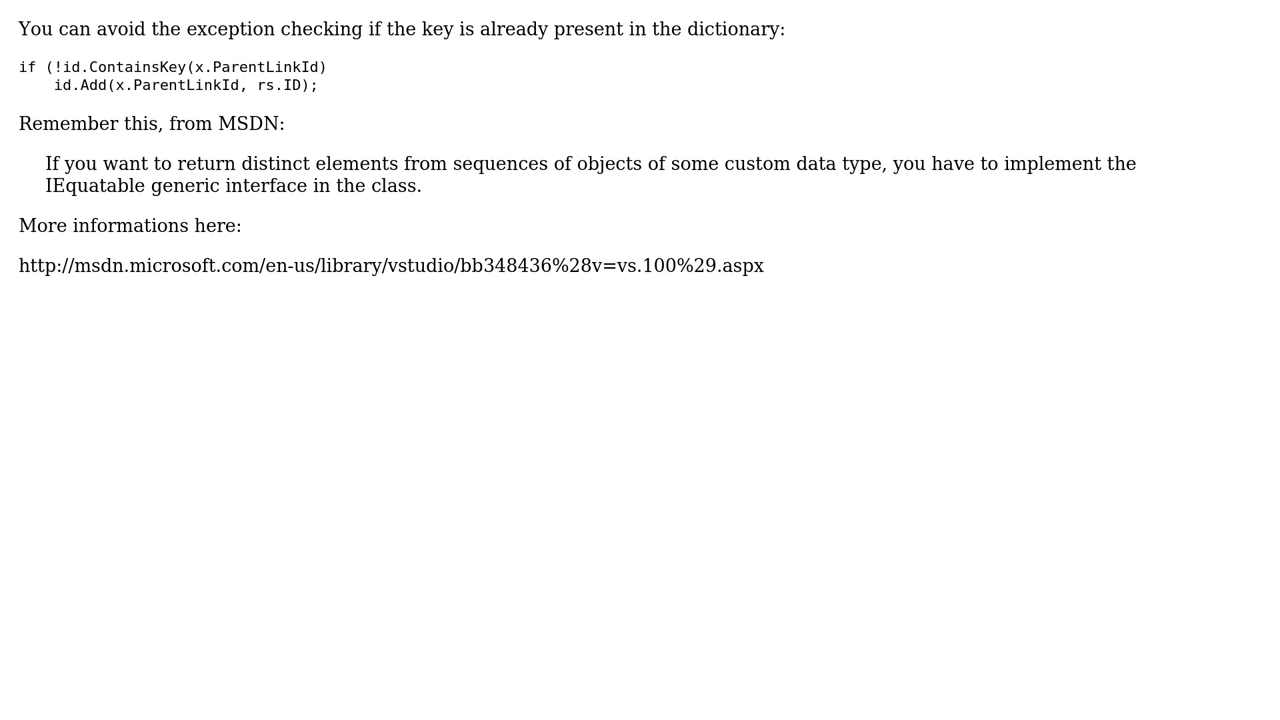 You can avoid the exception checking if the key is already present in the dictionary:
if (!id.ContainsKey(x.ParentLinkId)
    id.Add(x.ParentLinkId, rs.ID);
Remember this, from MSDN:
If you want to return distinct elements from sequences of objects of some custom data type, you have to implement the
IEquatable generic interface in the class.
More informations here:
http://msdn.microsoft.com/en-us/library/vstudio/bb348436%28v=vs.100%29.aspx